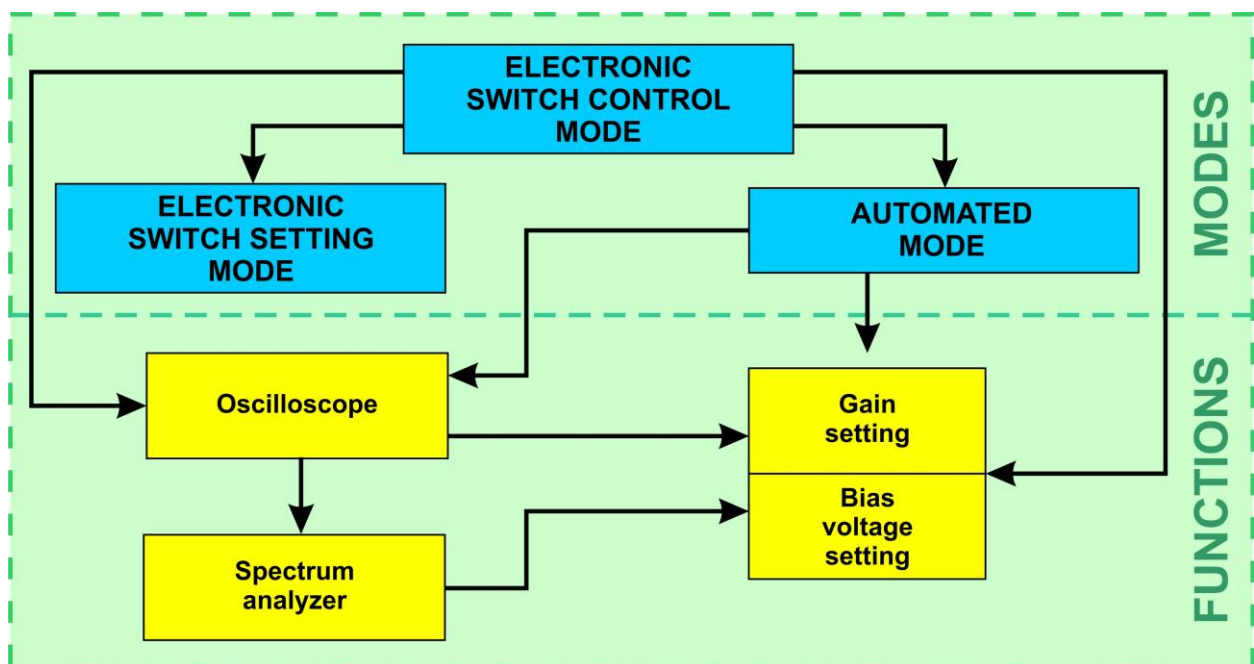 ELECTRONIC
SWITCH CONTROL
MODE
ELECTRONIC
SWITCH SETTING
MODE
AUTOMATED
MODE
MODES
Oscilloscope
Gain
setting
Bias
voltage
setting
Spectrum
analyzer
FUNCTIONS